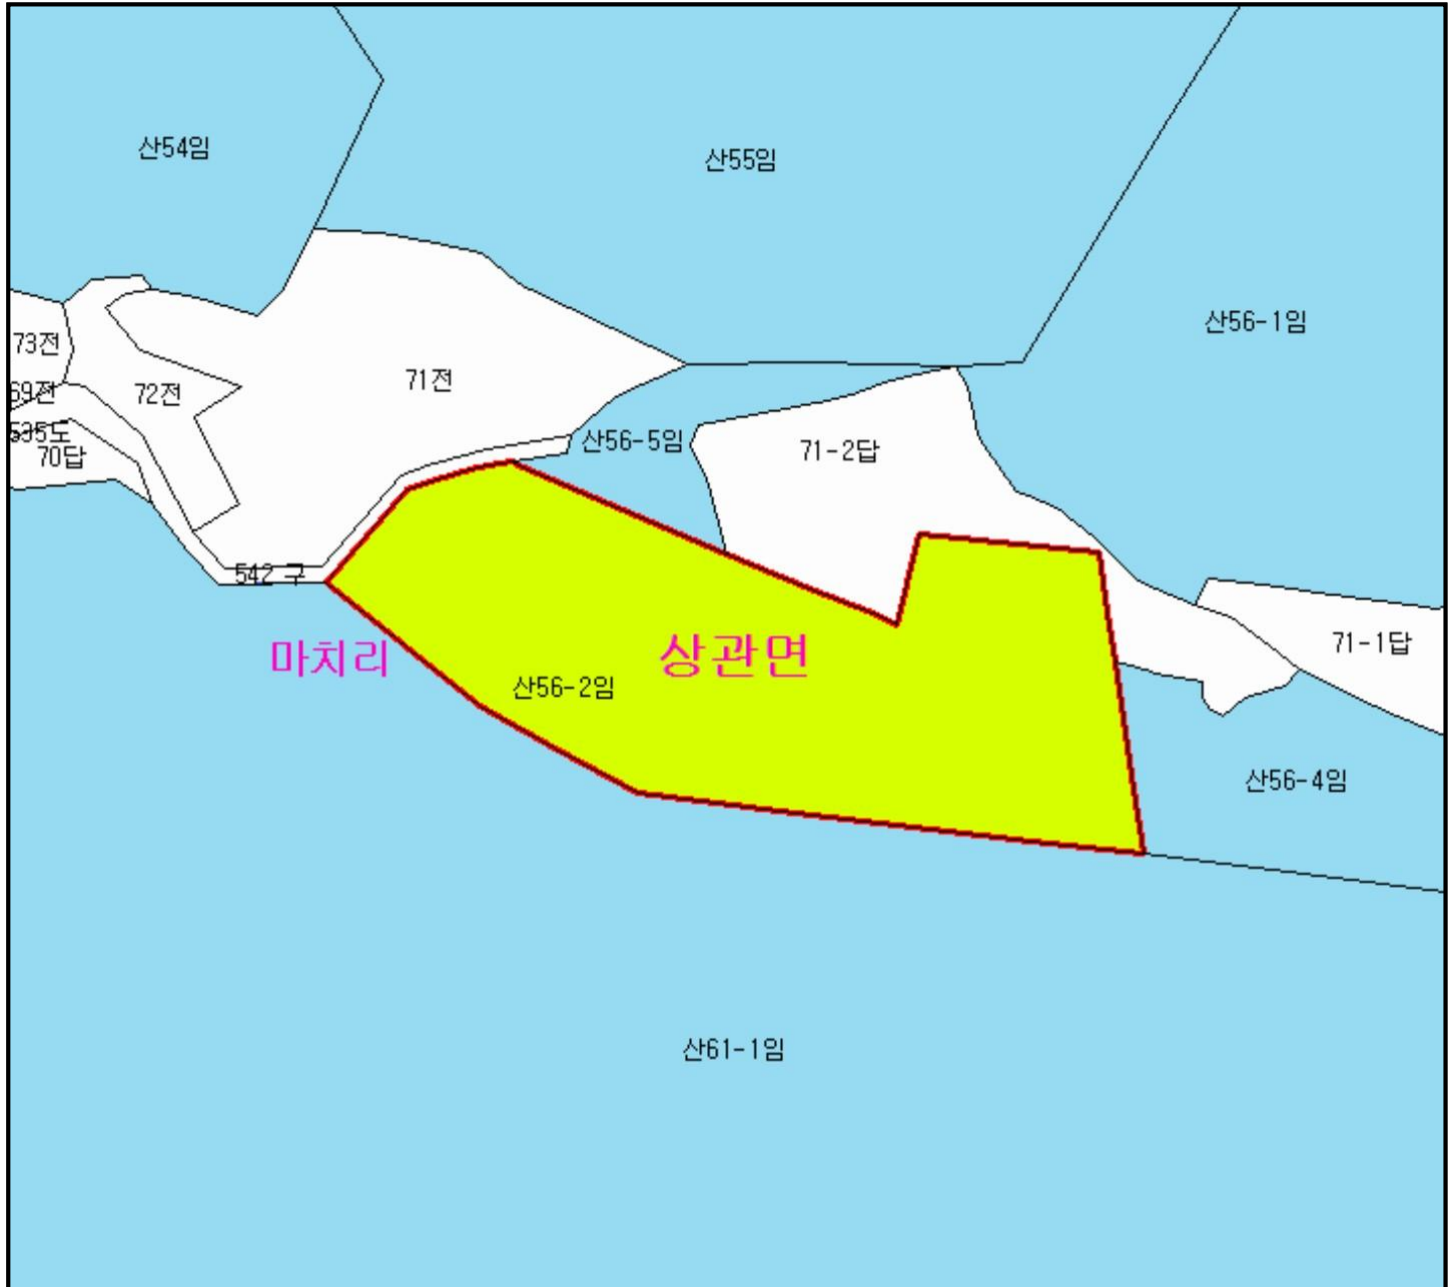 산54임
산55임
산56-1임
73전
69전
72전
71전
535도
70답
산56-5임
71-2답
542 구
마치리
상관면
산56-2임
71-1답
산56-4임
산61-1임